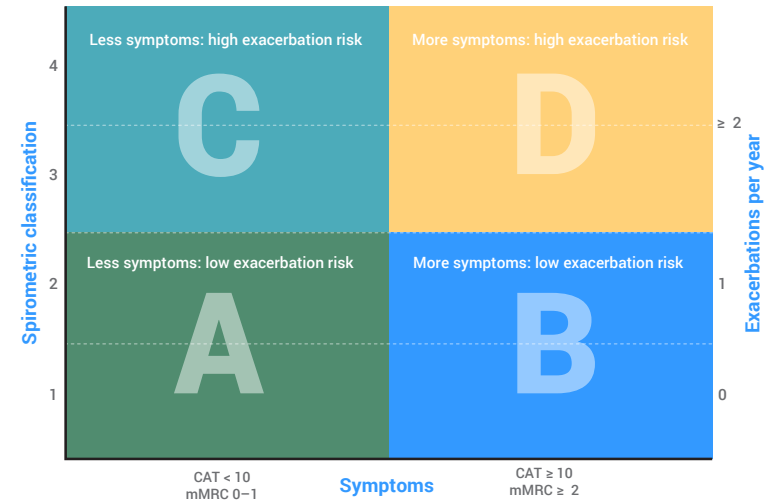 Less symptoms: high exacerbation risk
More symptoms: high exacerbation risk
4
C
D
≥ 2
3
Spirometric classification
Exacerbations per year
Less symptoms: low exacerbation risk
More symptoms: low exacerbation risk
2
1
A
B
1
0
CAT < 10
mMRC 0–1
Symptoms
CAT ≥ 10
mMRC ≥ 2